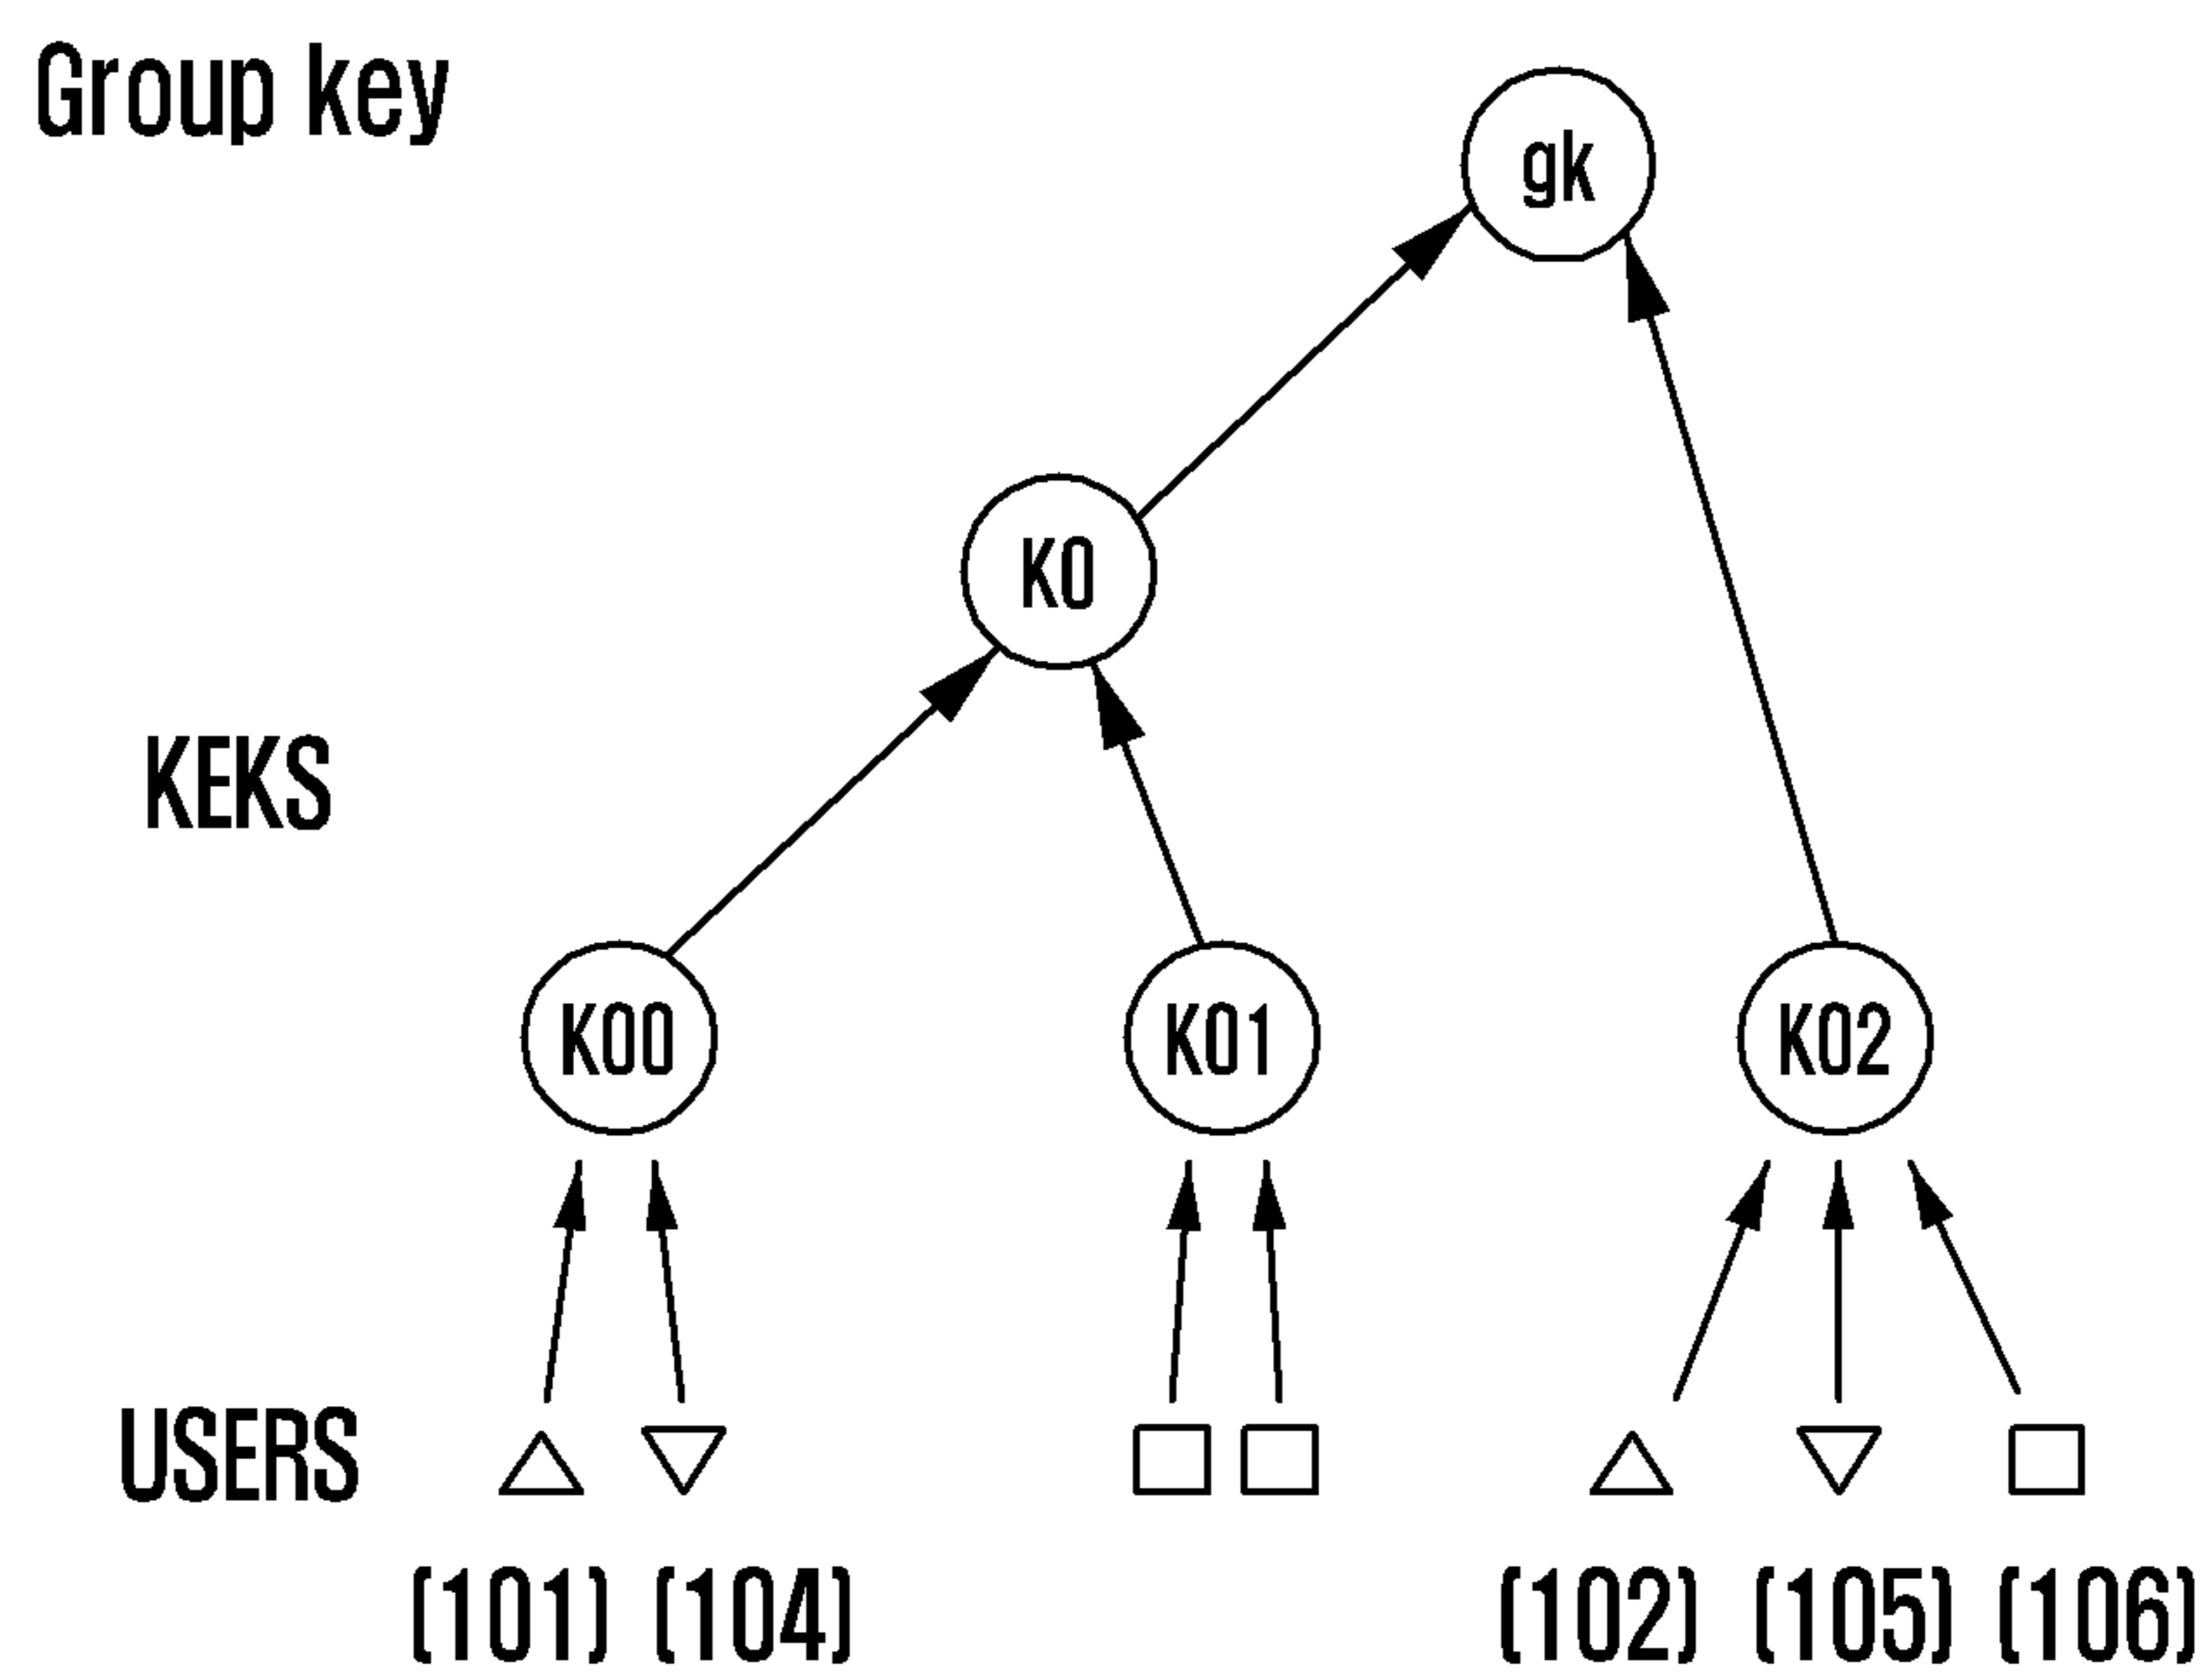 Group key
gk
K0
KEKS
K00 K01 K02
USERS
(101) (104) (102) (105) (106)